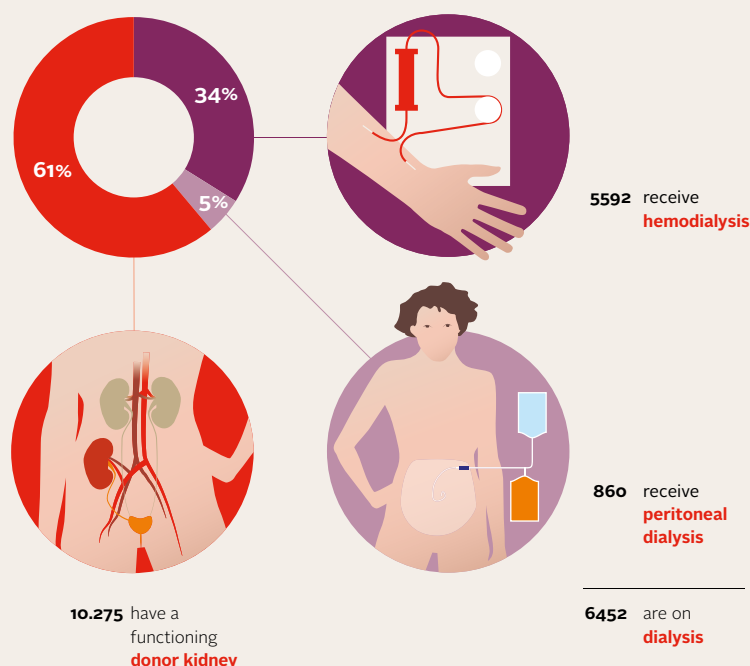 34%
61%
5%
5592 receive
hemodialysis
860 receive
peritoneal
dialysis
10.275 have a
functioning
donor kidney
6452 are on
dialysis